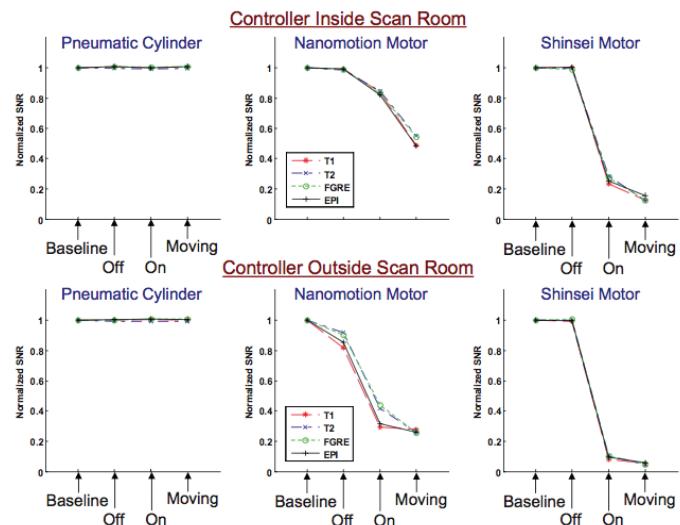 Controller Inside Scan Room
Pneumatic Cylinder
Nanomotion Motor
Shinsei Motor
Normalized SNR
1
0.8
0.6
0.4
0.2
0
Normalized SNR
1
0.8
0.6
0.4
0.2
0
T1
T2
FGRE
EPI
Normalized SNR
1
0.8
0.6
0.4
0.2
0
Baseline
Off
On
Moving
Baseline
Off
On
Moving
Baseline
Off
On
Moving
Controller Outside Scan Room
Pneumatic Cylinder
Nanomotion Motor
Shinsei Motor
Normalized SNR
1
0.8
0.6
0.4
0.2
0
Normalized SNR
1
0.8
0.6
0.4
0.2
0
T1
T2
FGRE
EPI
Normalized SNR
1
0.8
0.6
0.4
0.2
0
Baseline
Off
On
Moving
Baseline
Off
On
Moving
Baseline
Off
On
Moving